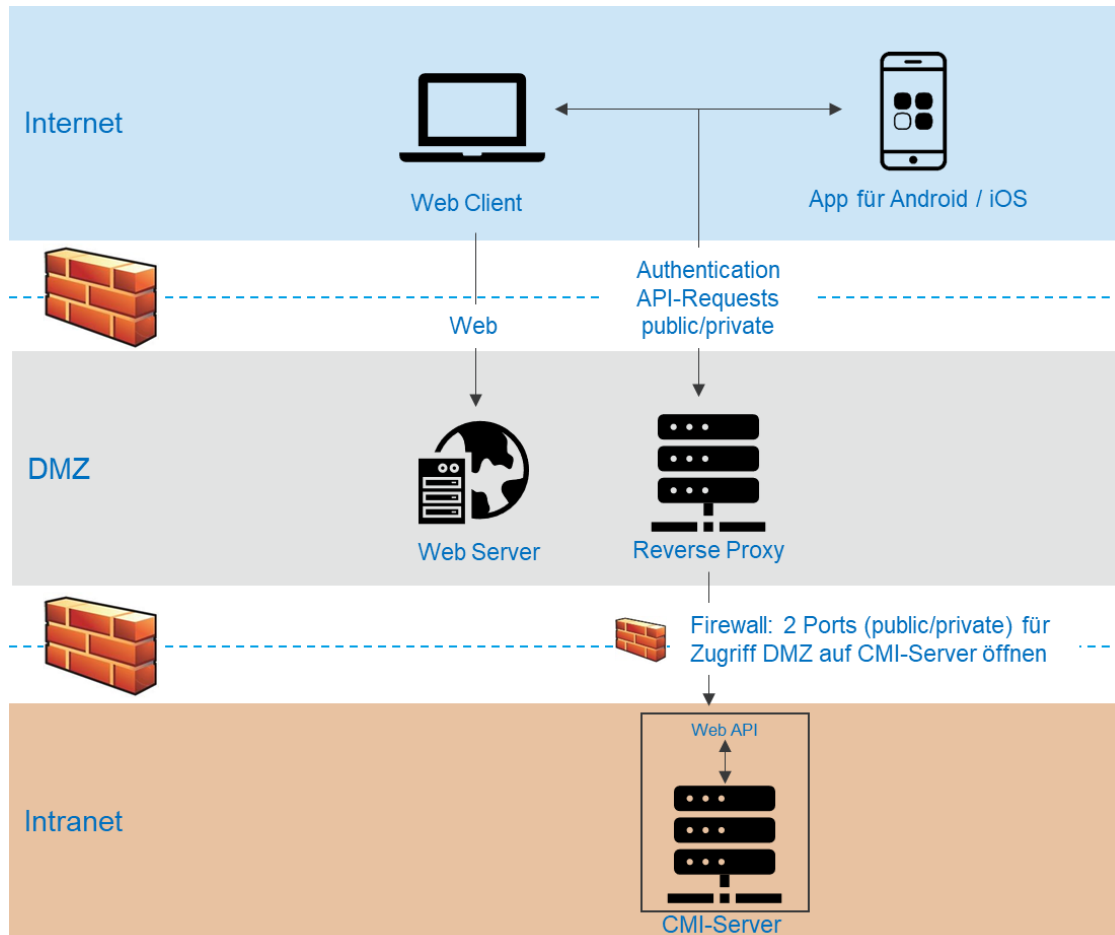 Internet
Web Client
App für Android / iOS
Authentication
API-Requests
public/private
Web
DMZ
Web Server
Reverse Proxy
Firewall: 2 Ports (public/private) für
Zugriff DMZ auf CMI-Server öffnen
Web API
Intranet
CMI-Server